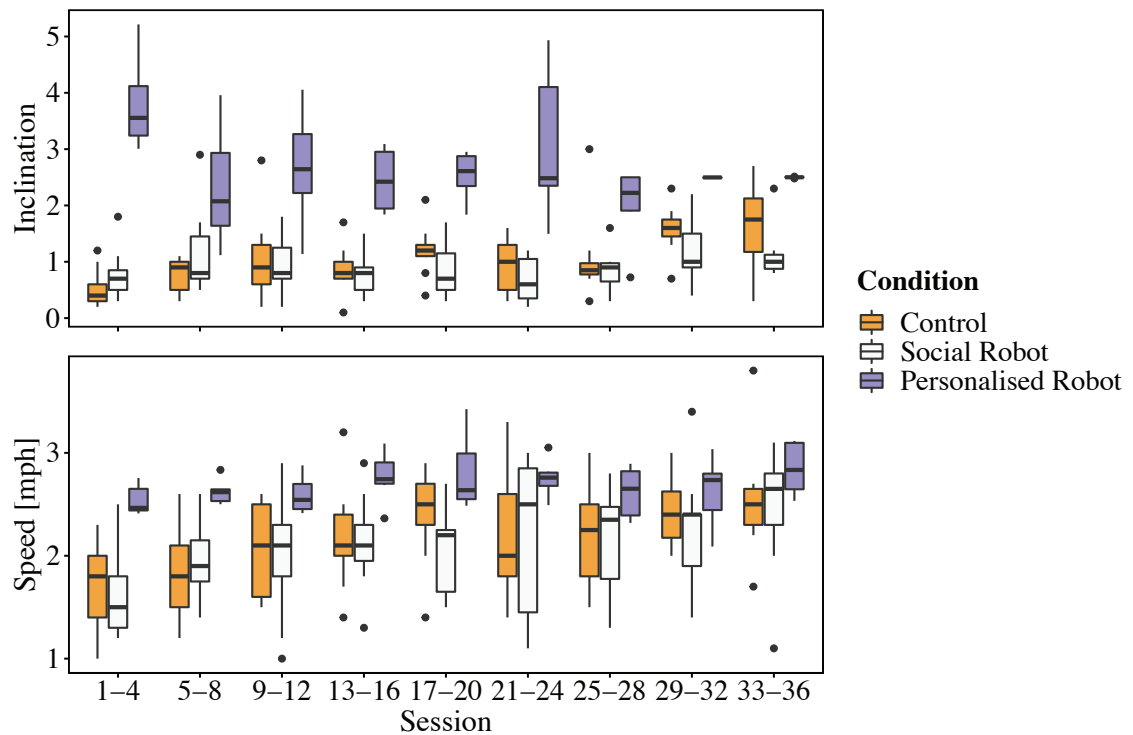 Inclination
5
4
3
2
1
0
Speed [mph]
3
2
1
1–4 5–8 9–12 13–16 17–20 21–24 25–28 29–32 33–36
Session
Condition
Control
Social Robot
Personalised Robot